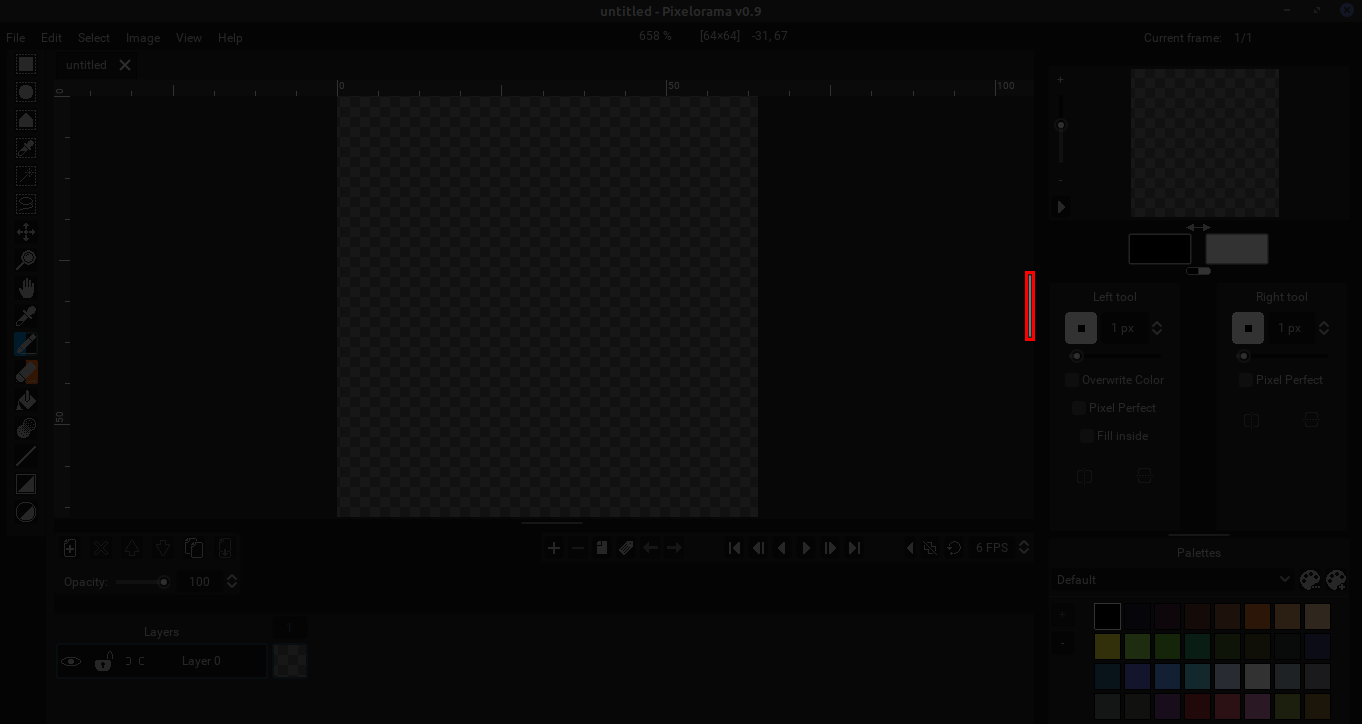 untitled - Pixelorama v0.9
File Edit Select Image View Help
658 % [64×64] -31, 67
Current frame: 1/1
untitled
0 50 100
0
50
+
-
Left tool
Right tool
1 px
1 px
Overwrite Color
Pixel Perfect
Pixel Perfect
Fill inside
6 FPS
Opacity: 100
Palettes
Default
+
-
Layers
1
Layer 0